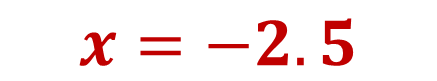 x = −2.5